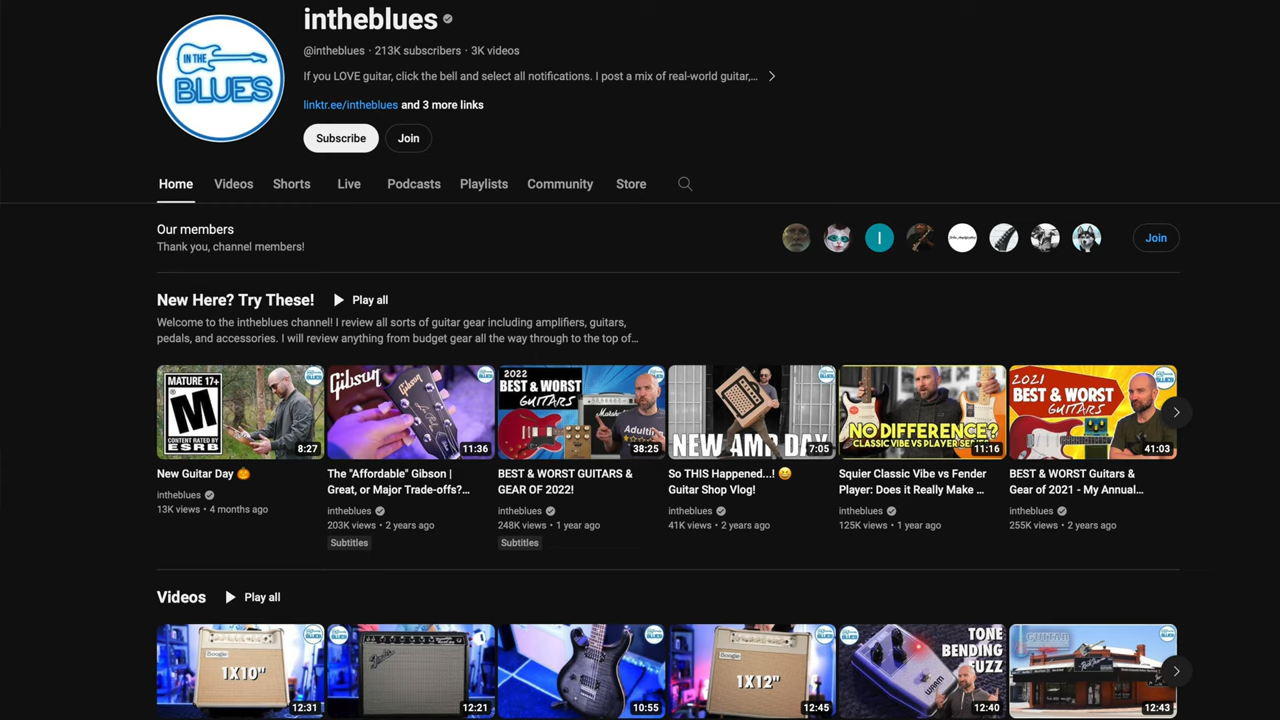 IN THE
BLUES
intheblues
@intheblues · 213K subscribers · 3K videos
If you LOVE guitar, click the bell and select all notifications. I post a mix of real-world guitar,...
linktr.ee/intheblues and 3 more links
Subscribe
Join
Home
Videos
Shorts
Live
Podcasts
Playlists
Community
Store
Our members
Thank you, channel members!
I
Join
New Here? Try These!
Play all
Welcome to the intheblues channel! I review all sorts of guitar gear including amplifiers, guitars,
pedals, and accessories. I will review anything from budget gear all the way through to the top of...
MATURE 17+
M
CONTENT RATED BY
ESRB
8:27
New Guitar Day 🎃
intheblues
13K views · 4 months ago
Gibson
Gibson
11:36
The "Affordable" Gibson |
Great, or Major Trade-offs?...
intheblues
203K views · 2 years ago
Subtitles
2022
BEST & WORST
GUITARS
Marshall
Adulting
38:25
BEST & WORST GUITARS &
GEAR OF 2022!
intheblues
248K views · 1 year ago
Subtitles
NEW AMP DAY
7:05
So THIS Happened...! 😆
Guitar Shop Vlog!
intheblues
41K views · 2 years ago
NO DIFFERENCE?
CLASSIC VIBE VS PLAYER SERIES
11:16
Squier Classic Vibe vs Fender
Player: Does it Really Make ...
intheblues
125K views · 1 year ago
2021
BEST & WORST
GUITARS
41:03
BEST & WORST Guitars &
Gear of 2021 - My Annual...
intheblues
255K views · 2 years ago
Videos
Play all
Boogie
1X10"
12:31
Fender
12:21
10:55
Boogie
1X12"
12:45
TONE
BENDING
FUZZ
WARM
12:40
GUITAR
12:43